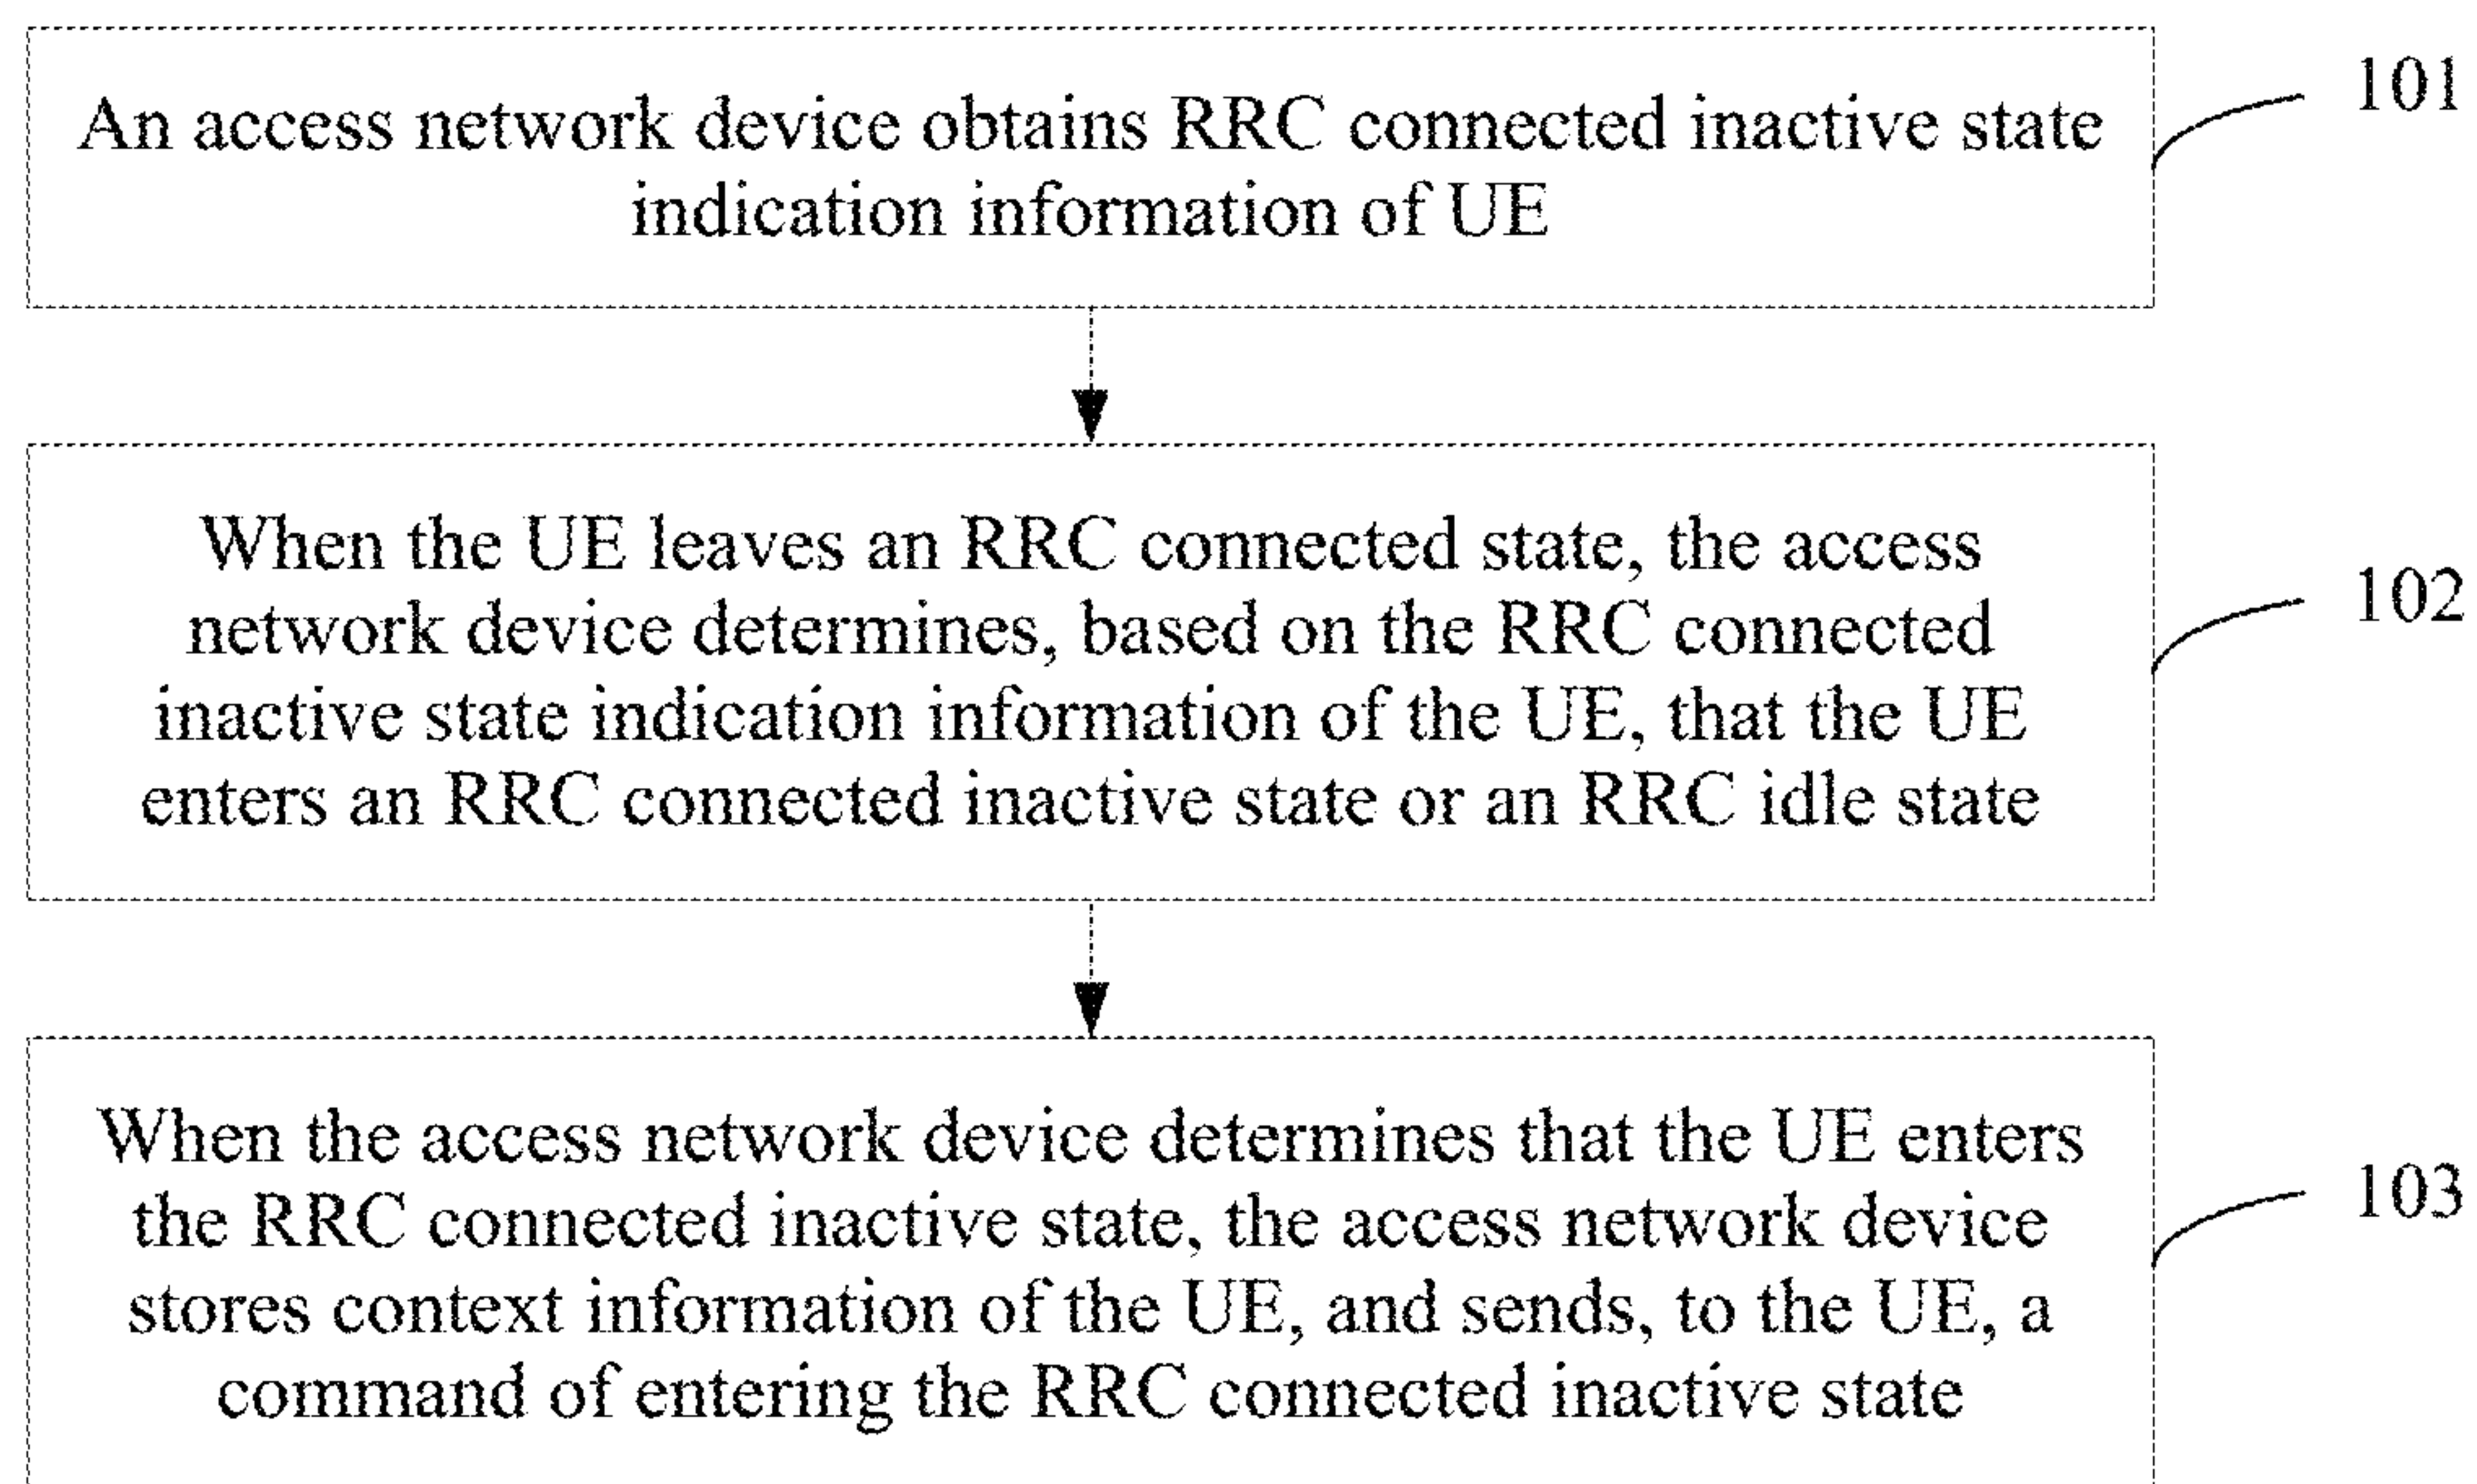 An access network device obtains RRC connected inactive state
indication information of UE
101
When the UE leaves an RRC connected state, the access
network device determines, based on the RRC connected
inactive state indication information of the UE, that the UE
enters an RRC connected inactive state or an RRC idle state
102
When the access network device determines that the UE enters
the RRC connected inactive state, the access network device
stores context information of the UE, and sends, to the UE, a
command of entering the RRC connected inactive state
103